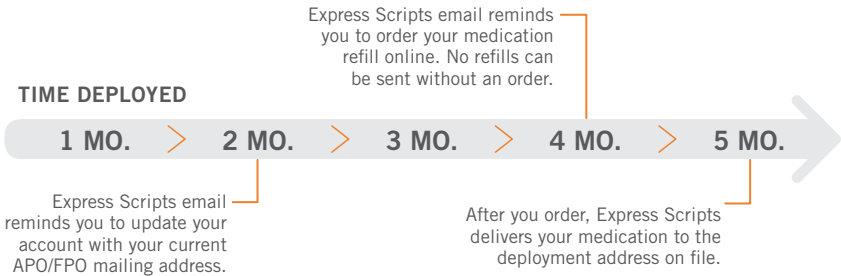 Express Scripts email reminds
you to order your medication
refill online. No refills can
be sent without an order.
TIME DEPLOYED
1 MO. 2 MO. 3 MO. 4 MO. 5 MO.
Express Scripts email
reminds you to update your
account with your current
APO/FPO mailing address.
After you order, Express Scripts
delivers your medication to the
deployment address on file.